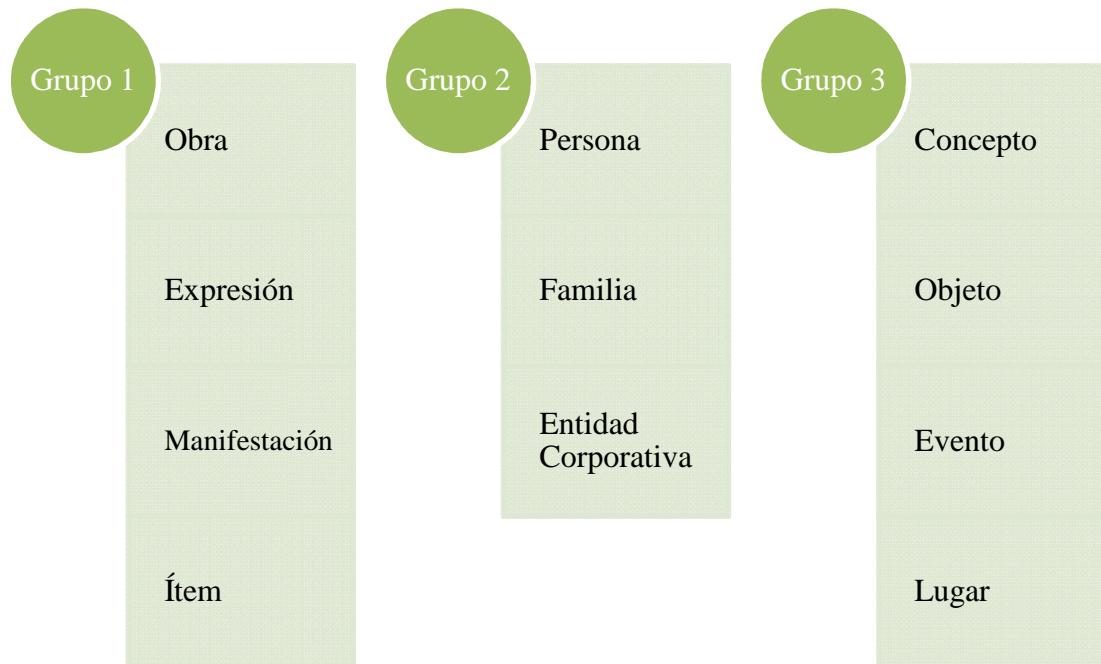 Grupo 1
Obra
Expresión
Manifestación
Ítem
Grupo 2
Persona
Familia
Entidad
Corporativa
Grupo 3
Concepto
Objeto
Evento
Lugar